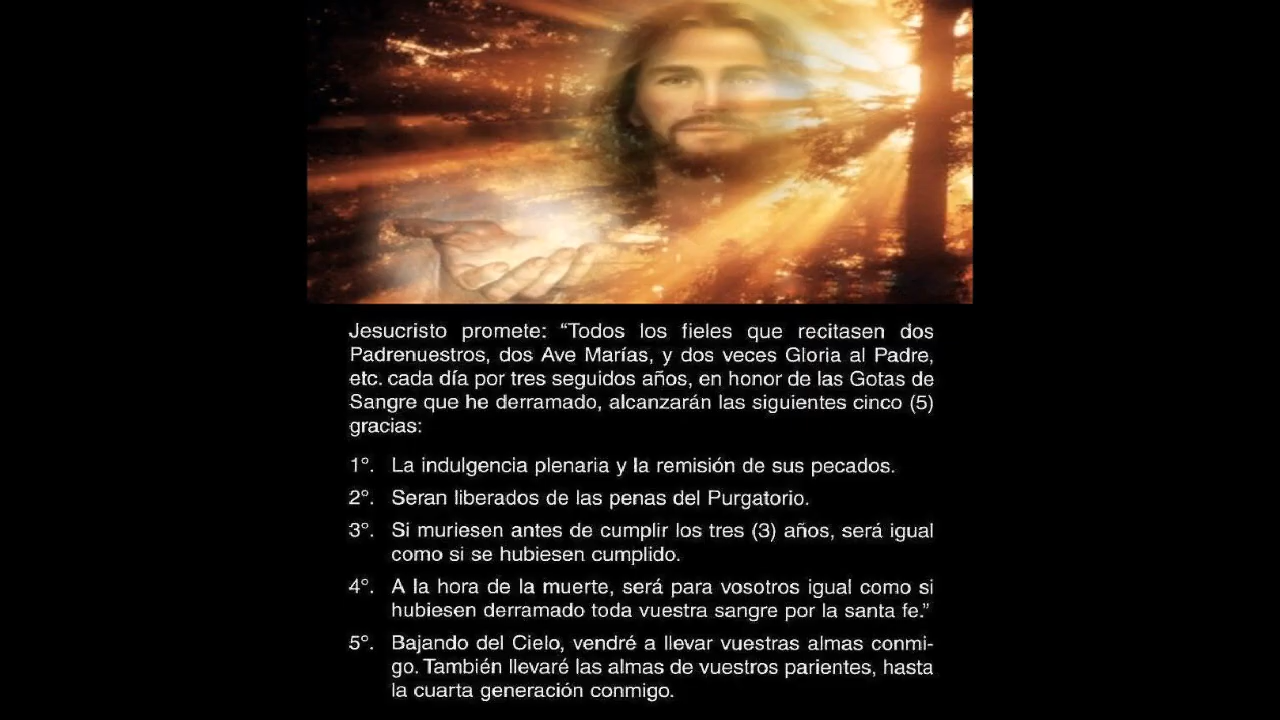 Jesucristo promete: “Todos los fieles que recitasen dos
Padrenuestros, dos Ave Marías, y dos veces Gloria al Padre,
etc. cada día por tres seguidos años, en honor de las Gotas de
Sangre que he derramado, alcanzarán las siguientes cinco (5)
gracias:
1°. La indulgencia plenaria y la remisión de sus pecados.
2°. Seran liberados de las penas del Purgatorio.
3°. Si muriesen antes de cumplir los tres (3) años, será igual
como si se hubiesen cumplido.
4°. A la hora de la muerte, será para vosotros igual como si
hubiesen derramado toda vuestra sangre por la santa fe.”
5°. Bajando del Cielo, vendré a llevar vuestras almas conmi-
go. También llevaré las almas de vuestros parientes, hasta
la cuarta generación conmigo.